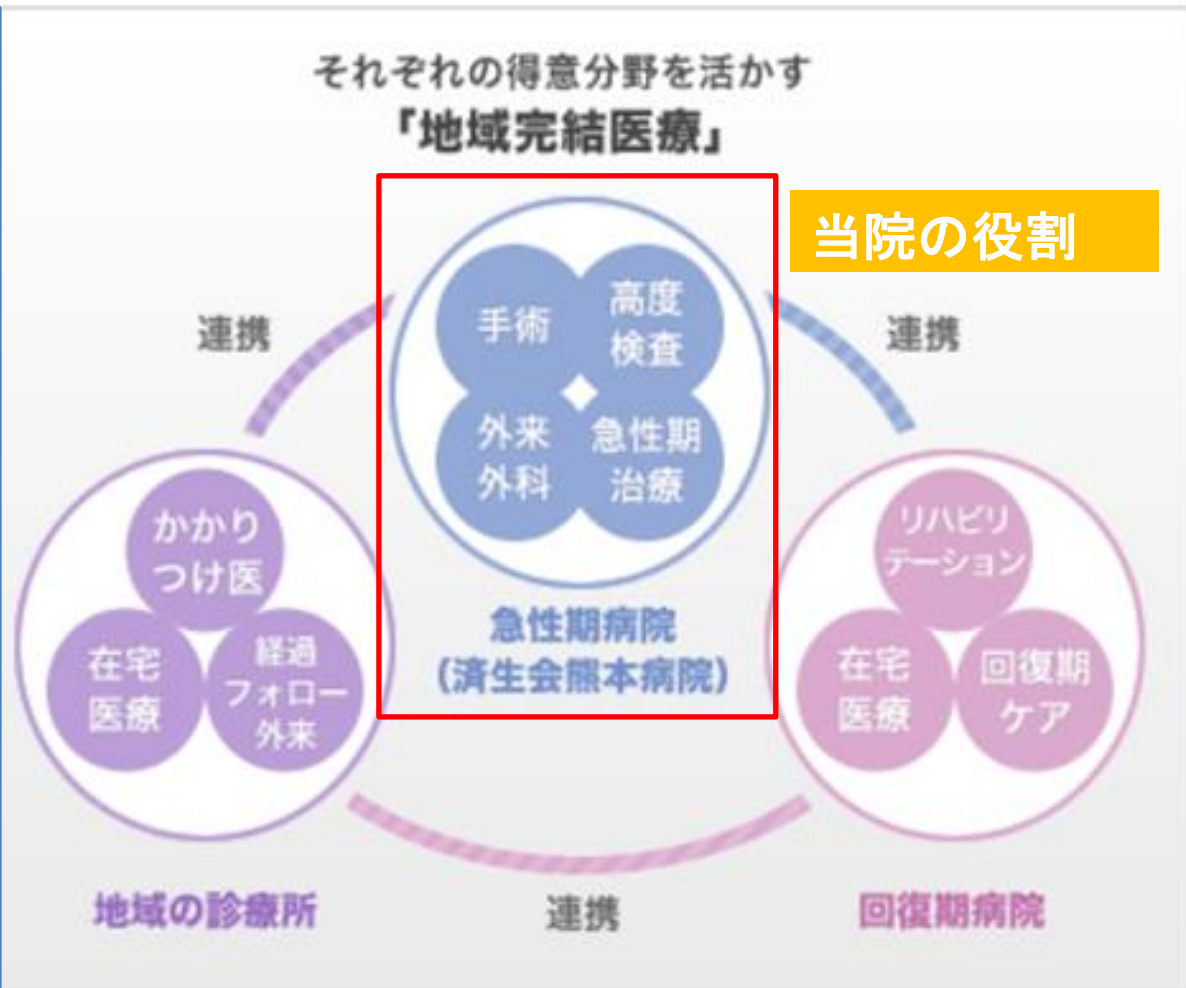 それぞれの得意分野を活かす
「地域完結医療」
当院の役割
手術
高度
検査
外来
外科
急性期
治療
急性期病院
(済生会熊本病院)
連携
連携
かかり
つけ医
在宅
医療
経過
フォロー
外来
地域の診療所
リハビリ
テーション
在宅
医療
回復期
ケア
回復期病院
連携